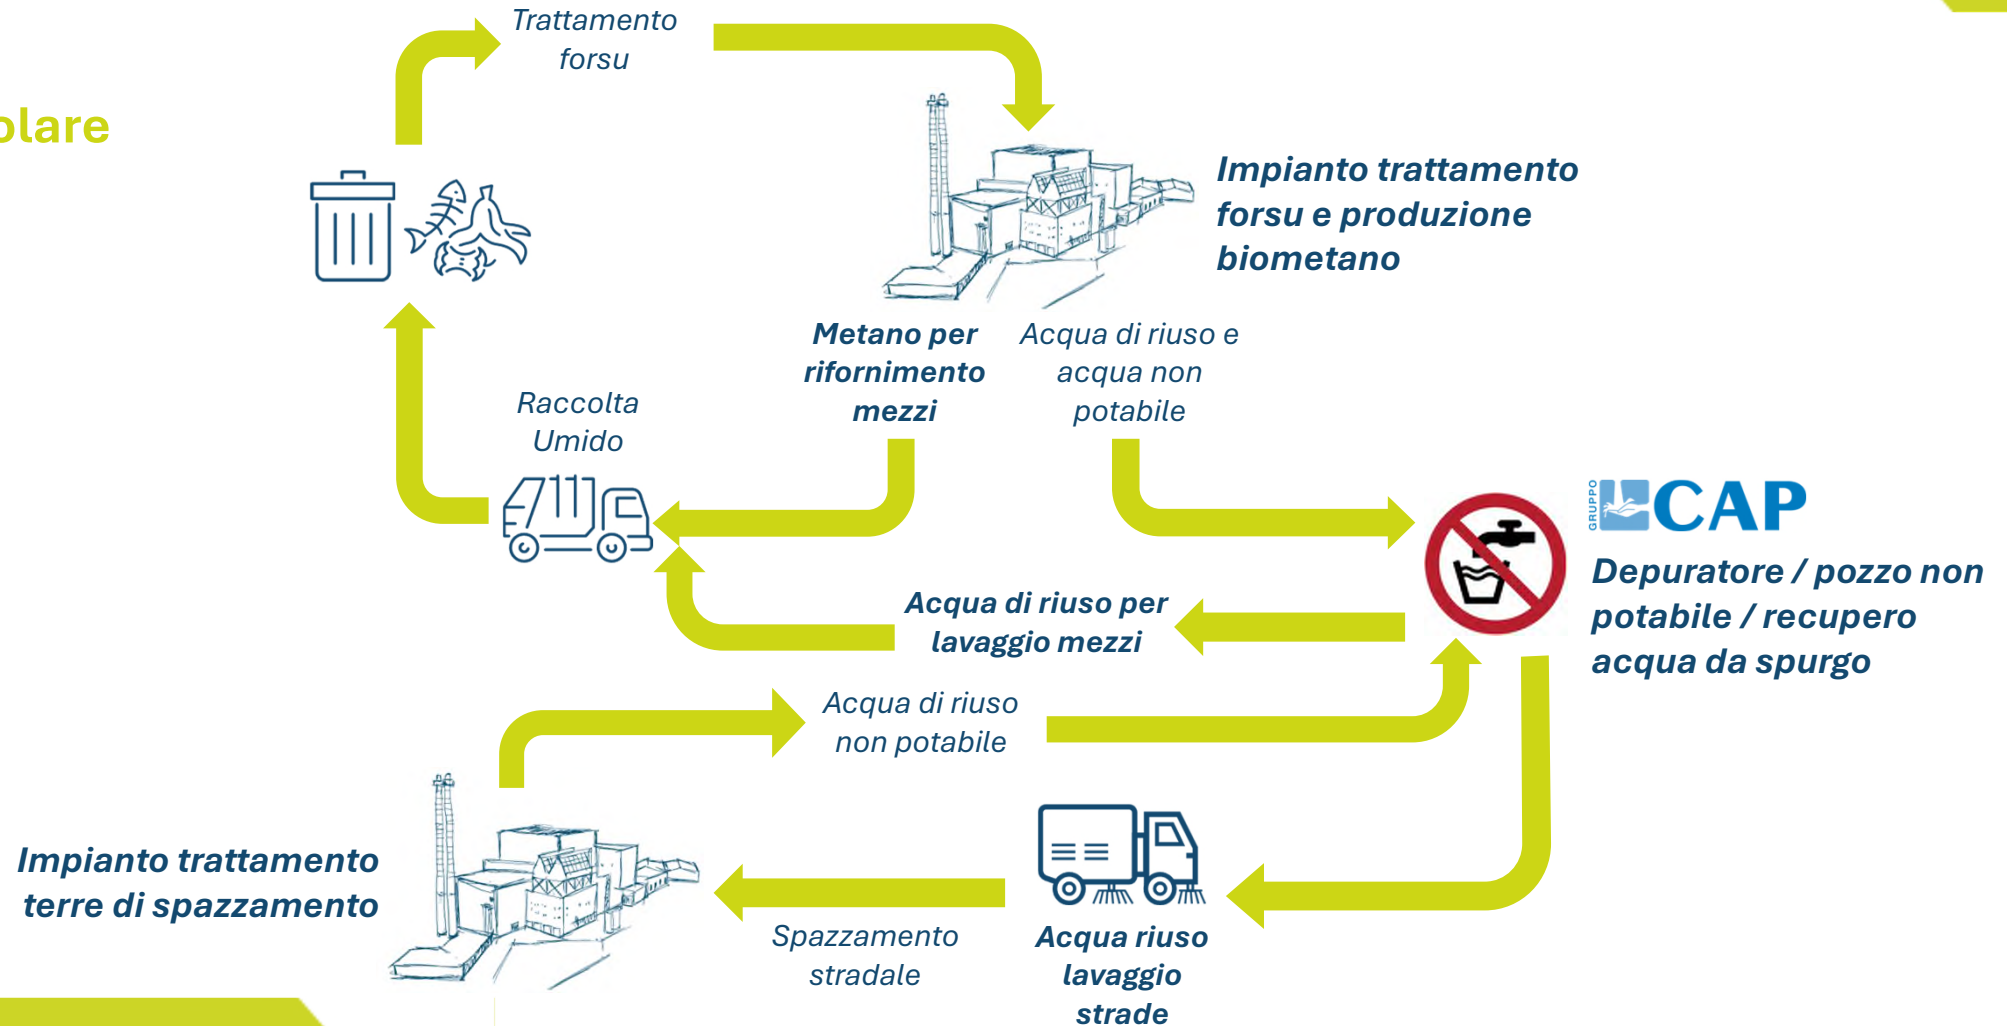 Trattamento
forsu
olare
Impianto trattamento
forsu e produzione
biometano
Metano per
rifornimento
mezzi
Acqua di riuso e
acqua non
potabile
Raccolta
Umido
GRUPPO
CAP
Depuratore / pozzo non
potabile / recupero
acqua da spurgo
Acqua di riuso per
lavaggio mezzi
Acqua di riuso
non potabile
Impianto trattamento
terre di spazzamento
Spazzamento
stradale
Acqua riuso
lavaggio
strade